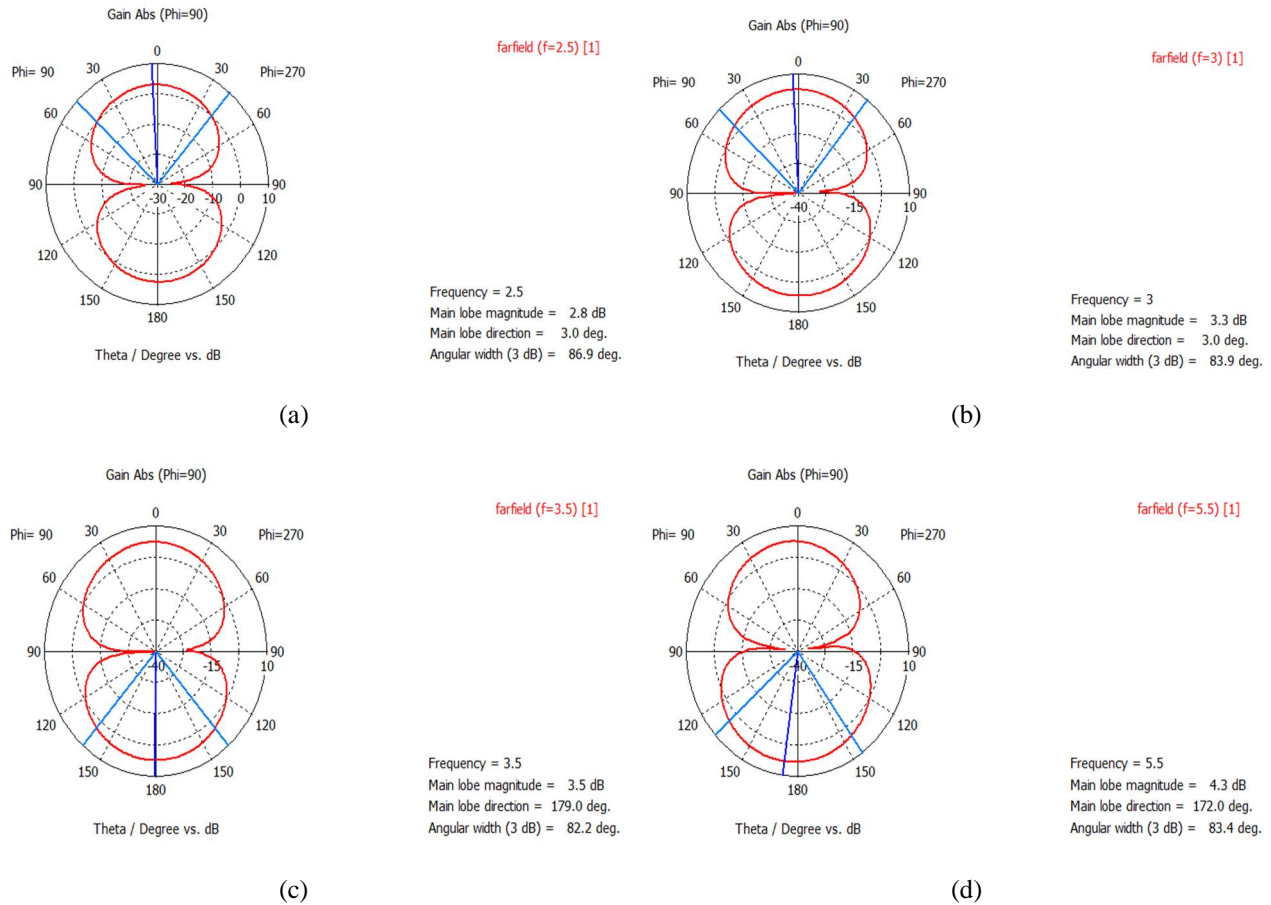 Gain Abs (Phi=90)
farfield (f=2.5) [1]
0
Phi= 90 30 30 Phi=270
60 60
90 -30 -20 -10 0 10 90
120 120
150 150
180
Theta / Degree vs. dB
Frequency = 2.5
Main lobe magnitude = 2.8 dB
Main lobe direction = 3.0 deg.
Angular width (3 dB) = 86.9 deg.
(a)
Gain Abs (Phi=90)
farfield (f=3) [1]
0
Phi= 90 30 30 Phi=270
60 60
90 -40 -15 10 90
120 120
150 150
180
Theta / Degree vs. dB
Frequency = 3
Main lobe magnitude = 3.3 dB
Main lobe direction = 3.0 deg.
Angular width (3 dB) = 83.9 deg.
(b)
Gain Abs (Phi=90)
farfield (f=3.5) [1]
0
Phi= 90 30 30 Phi=270
60 60
90 -40 -15 10 90
120 120
150 150
180
Theta / Degree vs. dB
Frequency = 3.5
Main lobe magnitude = 3.5 dB
Main lobe direction = 179.0 deg.
Angular width (3 dB) = 82.2 deg.
(c)
Gain Abs (Phi=90)
farfield (f=5.5) [1]
0
Phi= 90 30 30 Phi=270
60 60
90 -40 -15 10 90
120 120
150 150
180
Theta / Degree vs. dB
Frequency = 5.5
Main lobe magnitude = 4.3 dB
Main lobe direction = 172.0 deg.
Angular width (3 dB) = 83.4 deg.
(d)